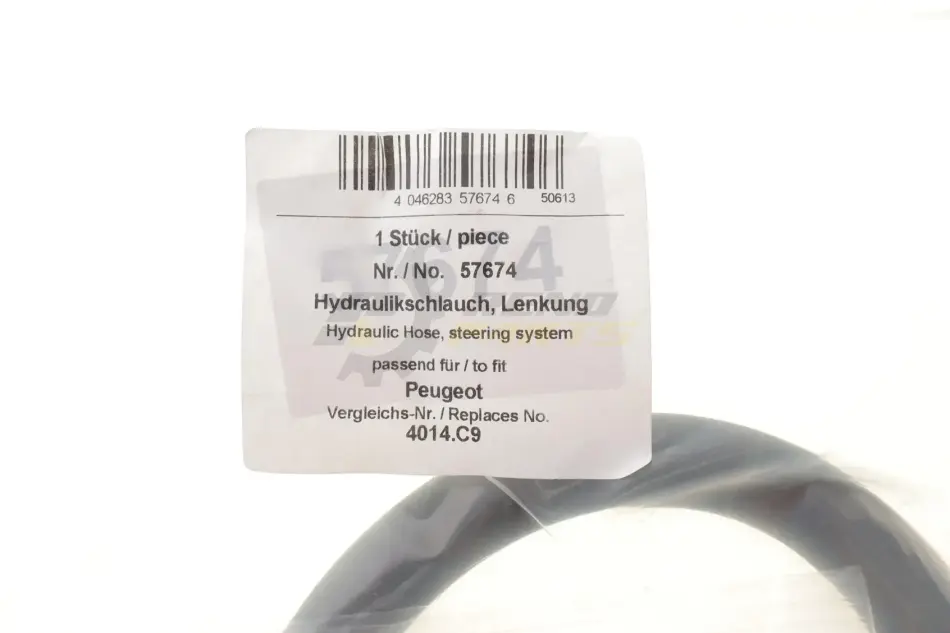 4 046283 57674 6 50613
1 Stück / piece
Nr. / No. 57674
57674
Hydraulikschlauch, Lenkung
Hydraulic Hose, steering system
passend für / to fit
Peugeot
Vergleichs-Nr. / Replaces No.
4014.C9